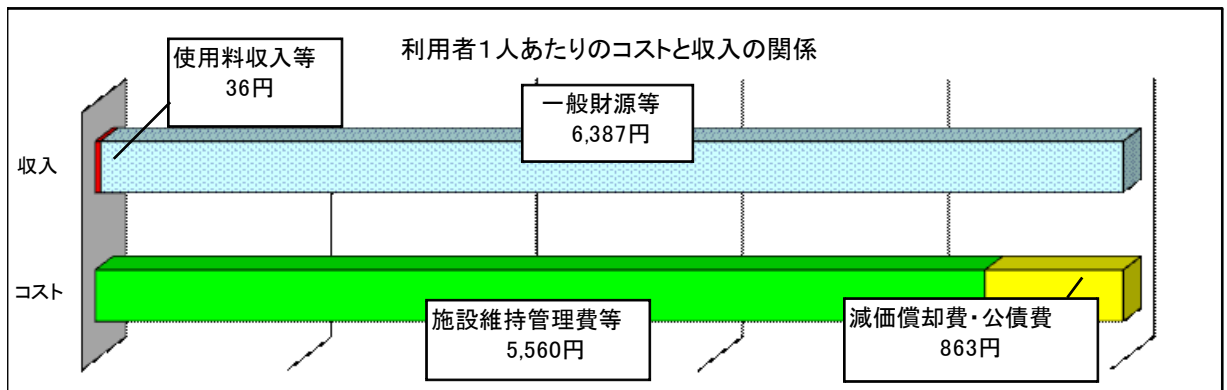 利用者１人あたりのコストと収入の関係
使用料収入等
36円
一般財源等
6,387円
収入
コスト
施設維持管理費等
5,560円
減価償却費・公債費
863円